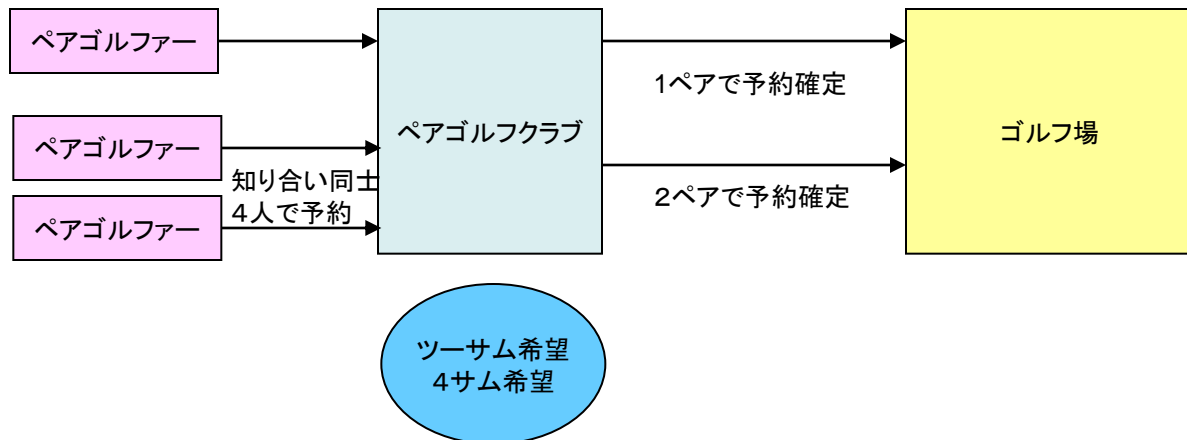 ペアゴルファー
1ペアで予約確定
ペアゴルファー
ペアゴルフクラブ
ゴルフ場
知り合い同士
４人で予約
２ペアで予約確定
ペアゴルファー
ツーサム希望
４サム希望